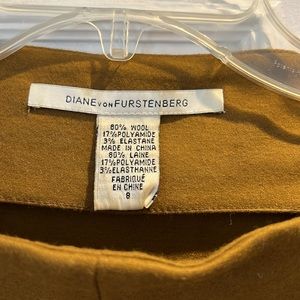 DIANE VON FURSTENBERG
80% WOOL
17% POLYAMIDE
3% ELASTANE
MADE IN CHINA
80% LAINE
17% POLYAMIDE
3% ELASTHANNE
FABRIQUÉ
EN CHINE
8